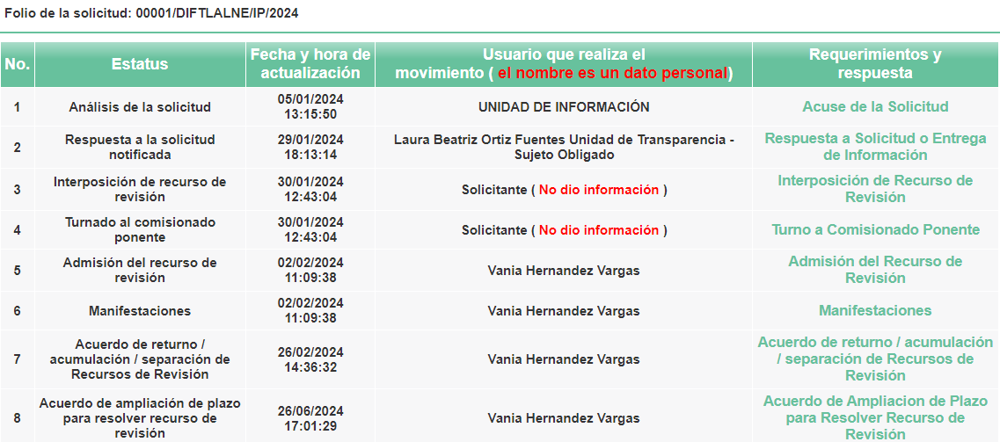 Folio de la solicitud: 00001/DIFTLALNE/IP/2024
No.
Estatus
Fecha y hora de
actualización
Usuario que realiza el
movimiento ( el nombre es un dato personal)
Requerimientos y
respuesta
1
Análisis de la solicitud
05/01/2024
13:15:50
UNIDAD DE INFORMACIÓN
Acuse de la Solicitud
2
Respuesta a la solicitud
notificada
29/01/2024
18:13:14
Laura Beatriz Ortiz Fuentes Unidad de Transparencia -
Sujeto Obligado
Respuesta a Solicitud o Entrega
de Información
3
Interposición de recurso de
revisión
30/01/2024
12:43:04
Solicitante ( No dio información )
Interposición de Recurso de
Revisión
4
Turnado al comisionado
ponente
30/01/2024
12:43:04
Solicitante ( No dio información )
Turno a Comisionado Ponente
5
Admisión del recurso de
revisión
02/02/2024
11:09:38
Vania Hernandez Vargas
Admisión del Recurso de
Revisión
6
Manifestaciones
02/02/2024
11:09:38
Vania Hernandez Vargas
Manifestaciones
7
Acuerdo de returno /
acumulación / separación de
Recursos de Revisión
26/02/2024
14:36:32
Vania Hernandez Vargas
Acuerdo de returno / acumulación
/ separación de Recursos de
Revisión
8
Acuerdo de ampliación de plazo
para resolver recurso de
revisión
26/06/2024
17:01:29
Vania Hernandez Vargas
Acuerdo de Ampliacion de Plazo
para Resolver Recurso de
Revisión